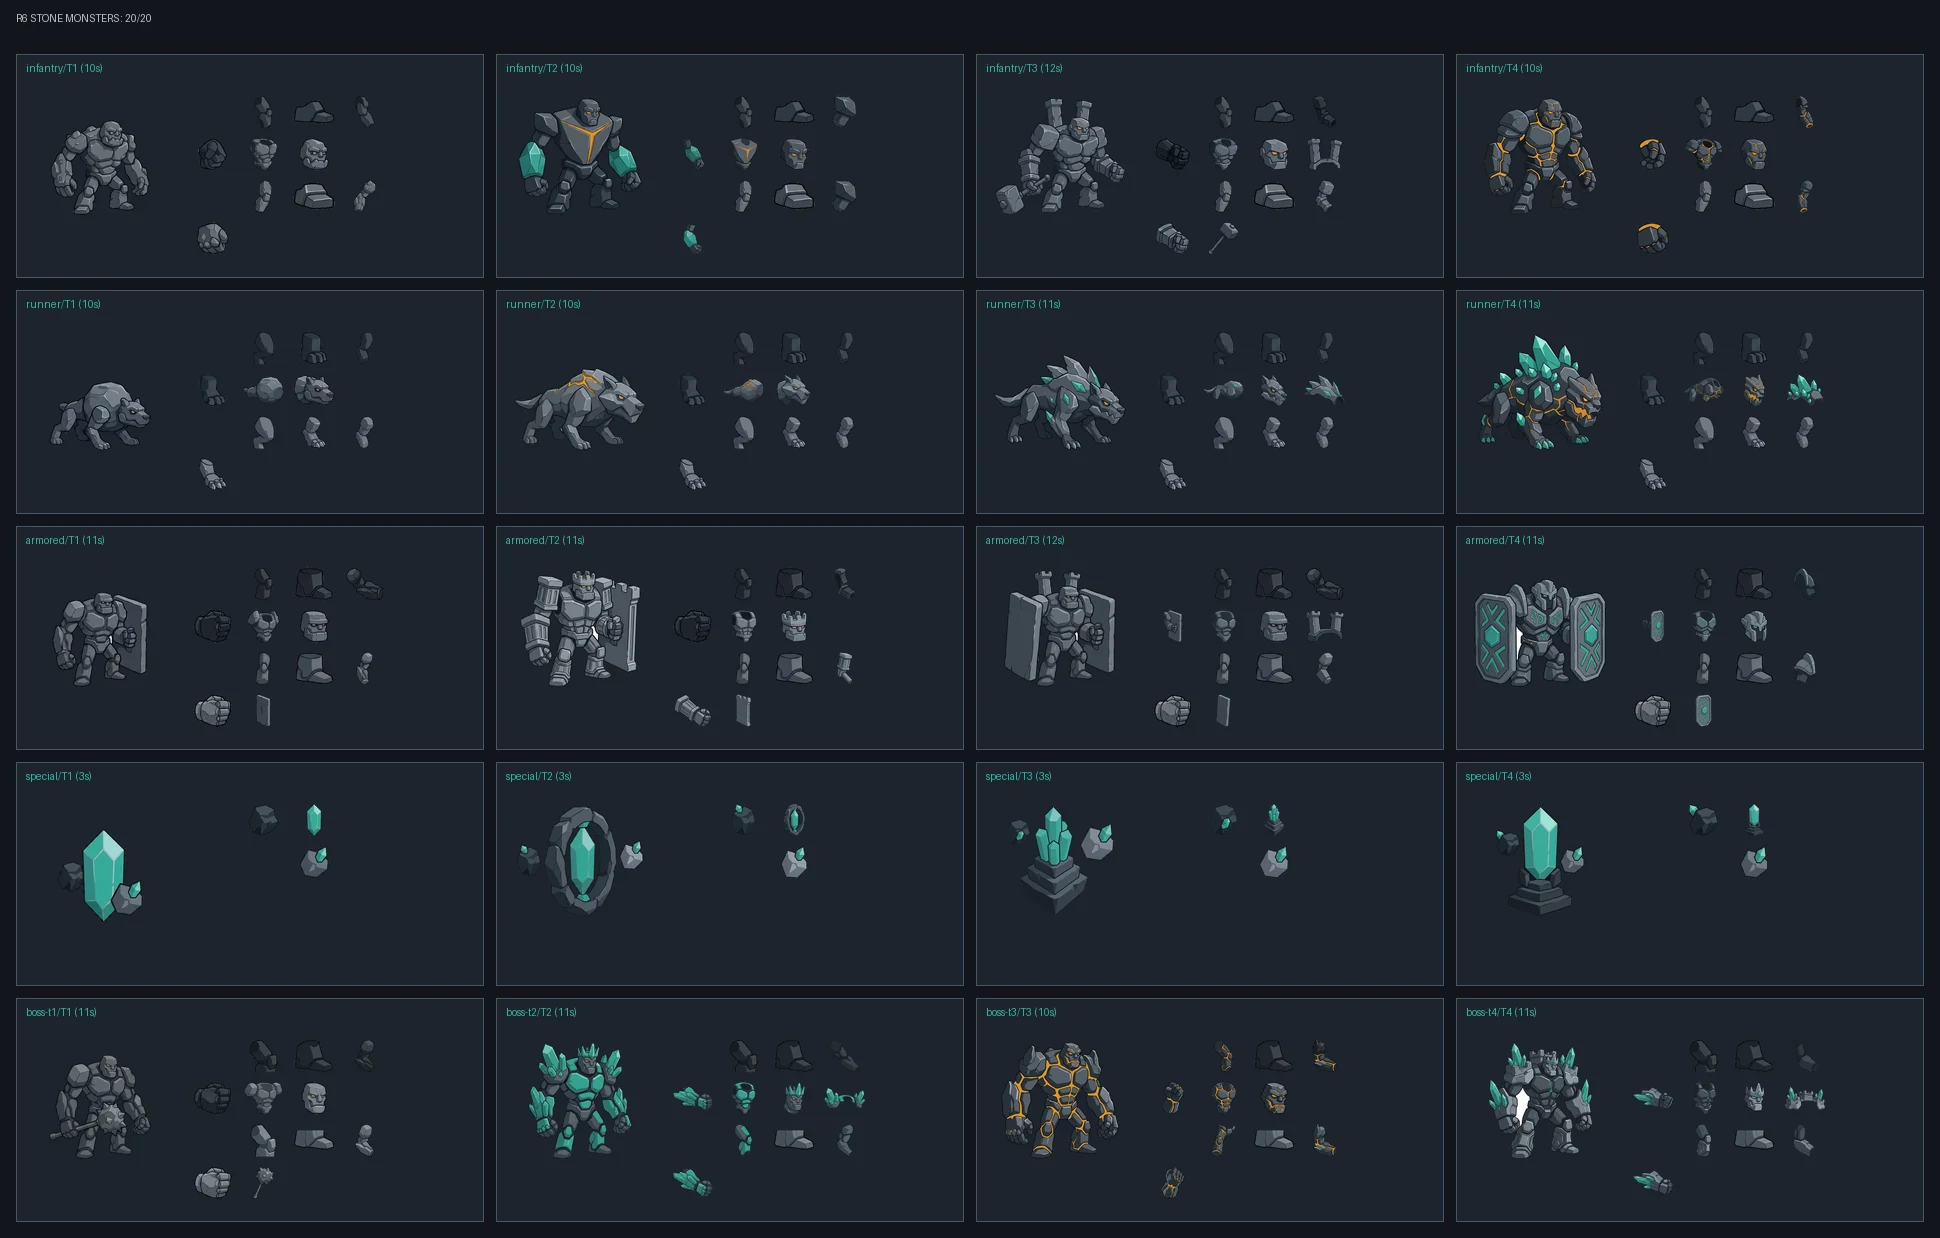 R6 STONE MONSTERS: 20/20
infantry/T1 (10s)
infantry/T2 (10s)
infantry/T3 (12s)
infantry/T4 (10s)
runner/T1 (10s)
runner/T2 (10s)
runner/T3 (11s)
runner/T4 (11s)
armored/T1 (11s)
armored/T2 (11s)
armored/T3 (12s)
armored/T4 (11s)
special/T1 (3s)
special/T2 (3s)
special/T3 (3s)
special/T4 (3s)
boss-t1/T1 (11s)
boss-t2/T2 (11s)
boss-t3/T3 (10s)
boss-t4/T4 (11s)